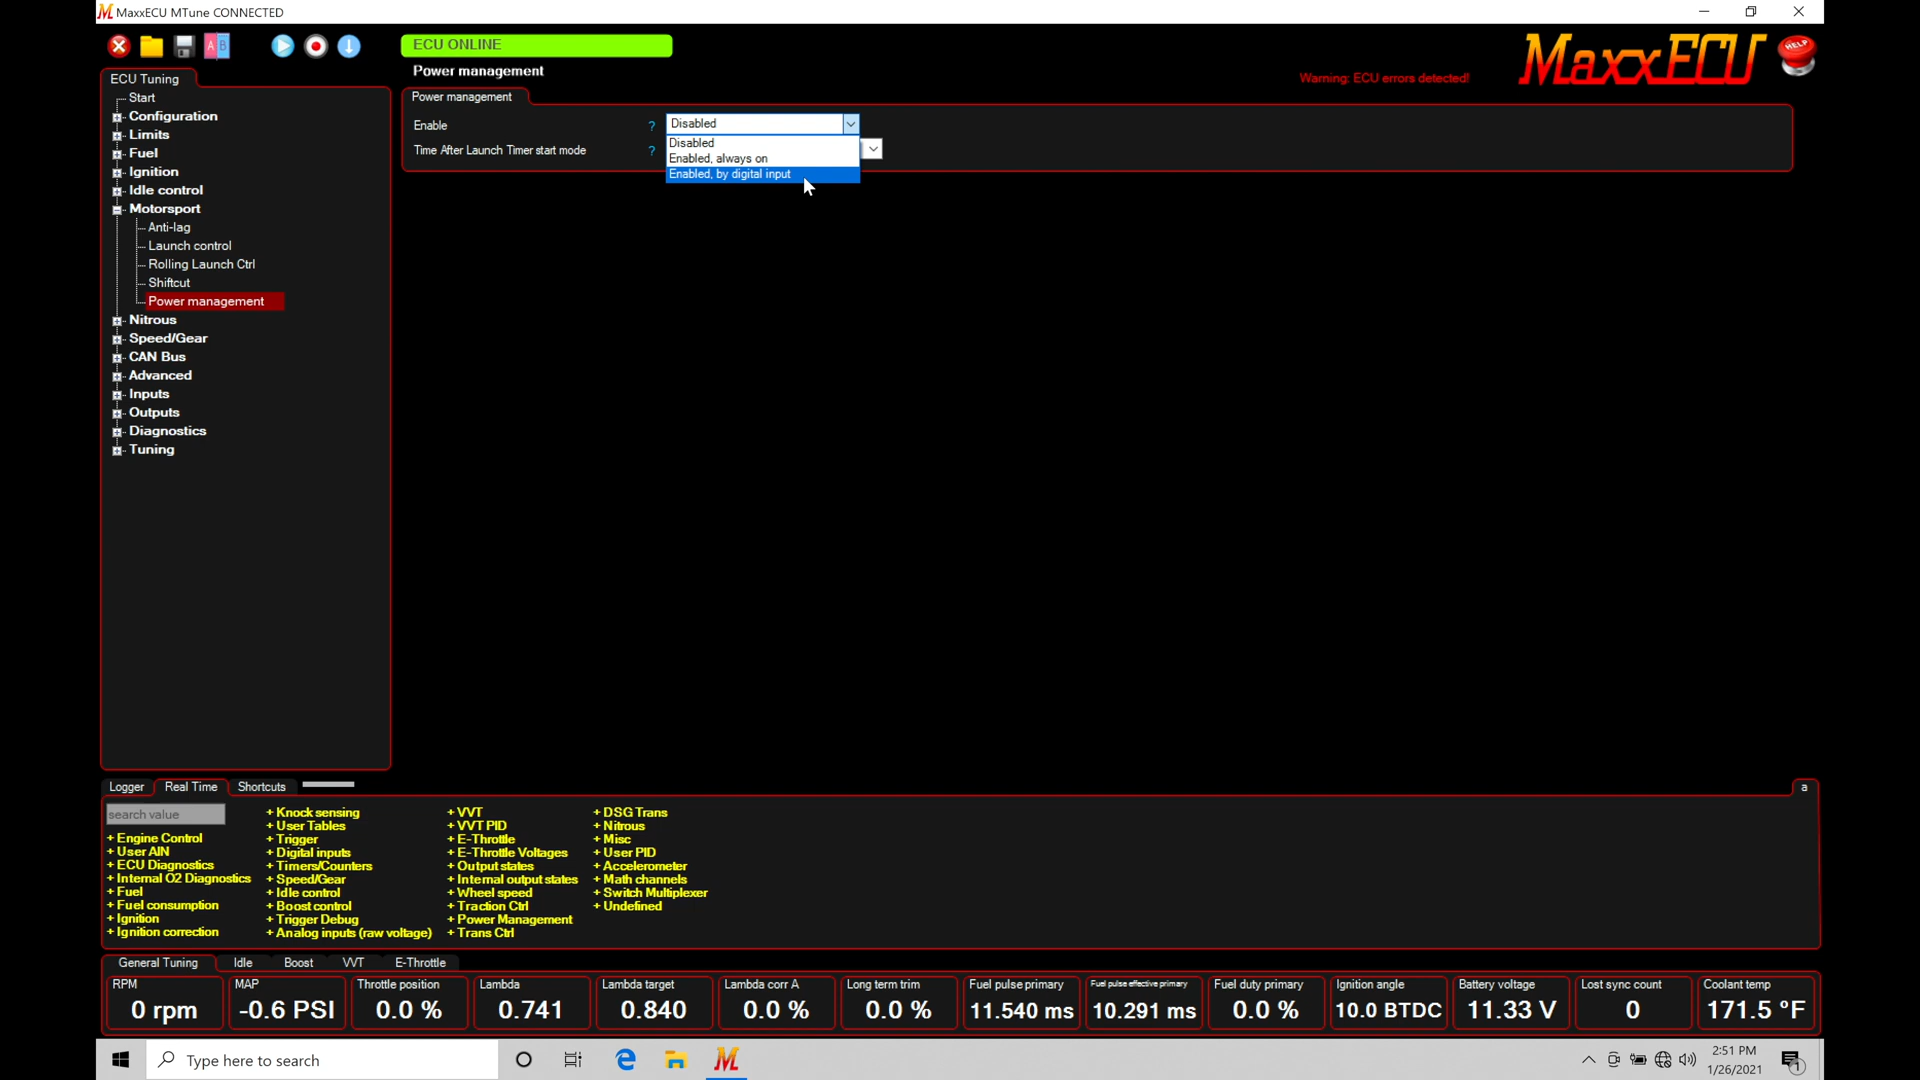 MaxxECU MTune CONNECTED
A B
ECU ONLINE
Power management
Warning: ECU errors detected!
MaxxECU
HELP
ECU Tuning
Start
Configuration
Limits
Fuel
Ignition
Idle control
Motorsport
Anti-lag
Launch control
Rolling Launch Ctrl
Shiftcut
Power management
Nitrous
Speed/Gear
CAN Bus
Advanced
Inputs
Outputs
Diagnostics
Tuning
Power management
Enable ? Disabled
Disabled
Time After Launch Timer start mode ?
Enabled, always on
Enabled, by digital input
Logger Real Time Shortcuts
a
search value
+ Engine Control
+ User AIN
+ ECU Diagnostics
+ Internal O2 Diagnostics
+ Fuel
+ Fuel consumption
+ Ignition
+ Ignition correction
+ Knock sensing
+ User Tables
+ Trigger
+ Digital inputs
+ Timers/Counters
+ Speed/Gear
+ Idle control
+ Boost control
+ Trigger Debug
+ Analog inputs (raw voltage)
+ VVT
+ VVT PID
+ E-Throttle
+ E-Throttle Voltages
+ Output states
+ Internal output states
+ Wheel speed
+ Traction Ctrl
+ Power Management
+ Trans Ctrl
+ DSG Trans
+ Nitrous
+ Misc
+ User PID
+ Accelerometer
+ Math channels
+ Switch Multiplexer
+ Undefined
General Tuning Idle Boost VVT E-Throttle
RPM
0 rpm
MAP
-0.6 PSI
Throttle position
0.0 %
Lambda
0.741
Lambda target
0.840
Lambda corr A
0.0 %
Long term trim
0.0 %
Fuel pulse primary
11.540 ms
Fuel pulse effective primary
10.291 ms
Fuel duty primary
0.0 %
Ignition angle
10.0 BTDC
Battery voltage
11.33 V
Lost sync count
0
Coolant temp
171.5 °F
Type here to search
2:51 PM
1/26/2021
1